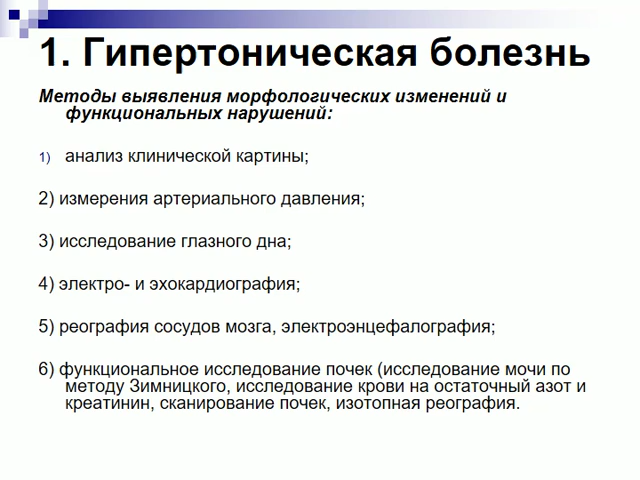 1. Гипертоническая болезнь
Методы выявления морфологических изменений и
функциональных нарушений:
1) анализ клинической картины;
2) измерения артериального давления;
3) исследование глазного дна;
4) электро- и эхокардиография;
5) реография сосудов мозга, электроэнцефалография;
6) функциональное исследование почек (исследование мочи по
методу Зимницкого, исследование крови на остаточный азот и
креатинин, сканирование почек, изотопная реография.